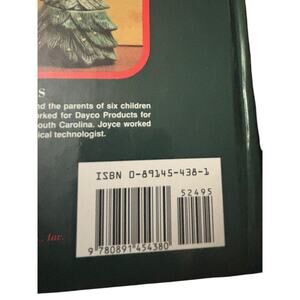 S
nd the parents of six children
orked for Dayco Products for
outh Carolina. Joyce worked
ical technologist.
ISBN 0-89145-438-1
52495
9 780891 454380
Inc.